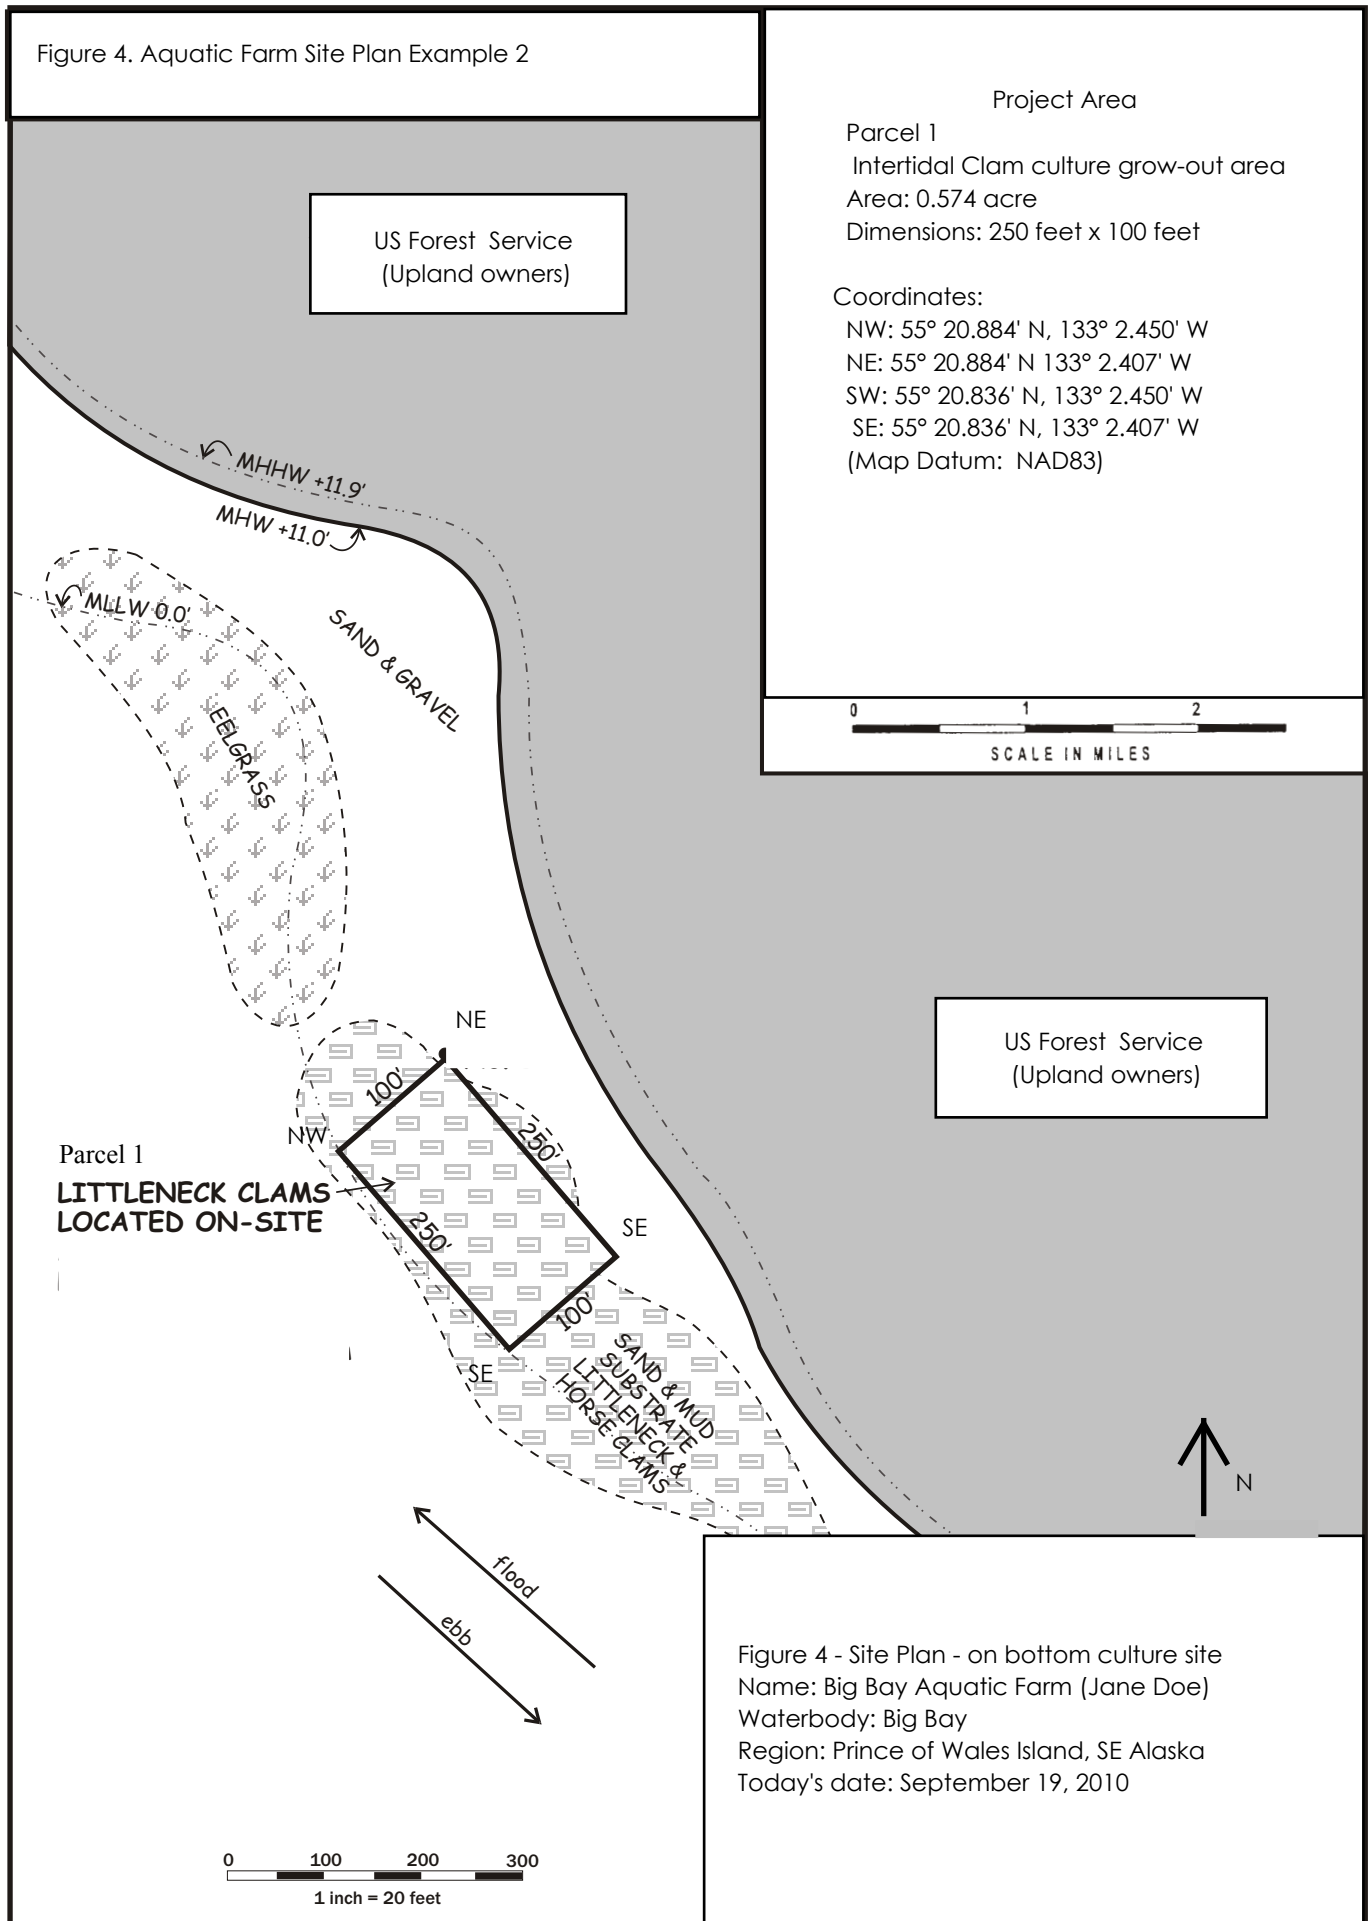 Figure 4. Aquatic Farm Site Plan Example 2
Project Area
Parcel 1
Intertidal Clam culture grow-out area
Area: 0.574 acre
Dimensions: 250 feet x 100 feet
Coordinates:
NW: 55° 20.884' N, 133° 2.450' W
NE: 55° 20.884' N 133° 2.407' W
SW: 55° 20.836' N, 133° 2.450' W
SE: 55° 20.836' N, 133° 2.407' W
(Map Datum: NAD83)
0 1 2
SCALE IN MILES
US Forest Service
(Upland owners)
MHHW +11.9'
MHW +11.0'
MLLW 0.0'
SAND & GRAVEL
EELGRASS
US Forest Service
(Upland owners)
NE
100'
NW
250'
Parcel 1
LITTLENECK CLAMS
LOCATED ON-SITE
250'
SE
100'
SE
SAND & MUD
SUBSTRATE
LITTLENECK &
HORSE CLAMS
N
flood
ebb
Figure 4 - Site Plan - on bottom culture site
Name: Big Bay Aquatic Farm (Jane Doe)
Waterbody: Big Bay
Region: Prince of Wales Island, SE Alaska
Today's date: September 19, 2010
0 100 200 300
1 inch = 20 feet